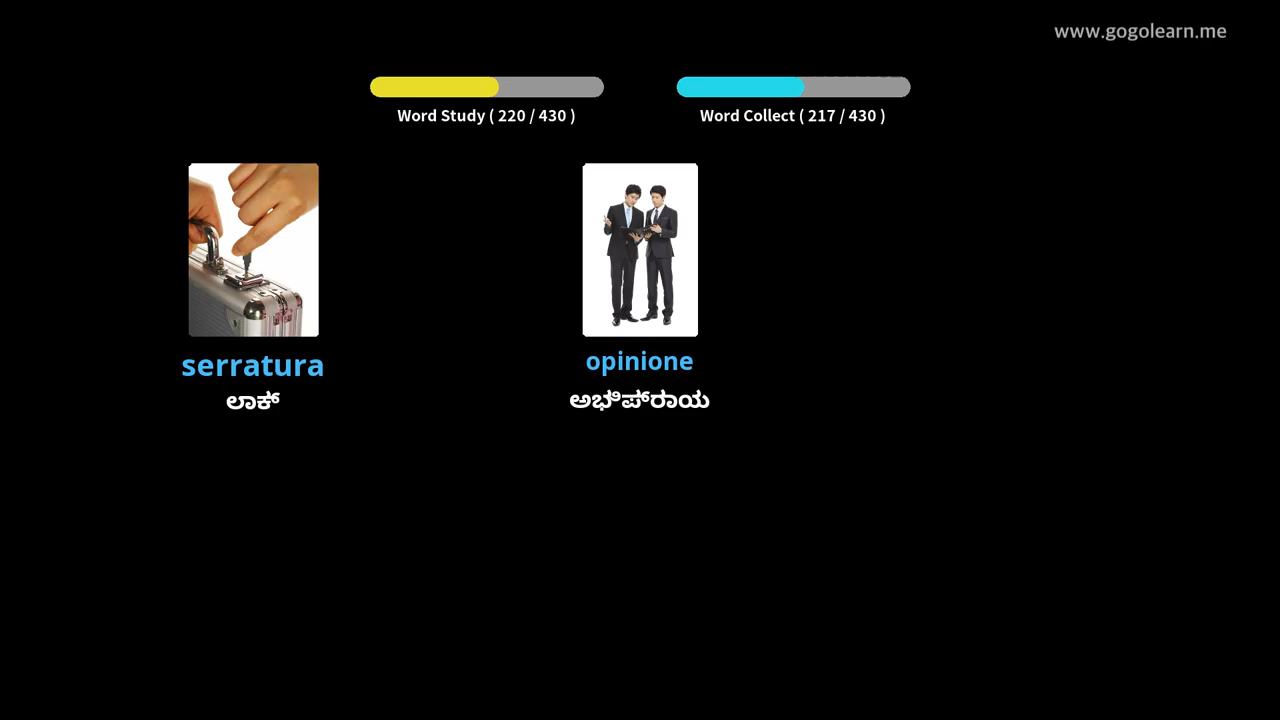 www.gogolearn.me
Word Study ( 220 / 430 )
Word Collect ( 217 / 430 )
serratura
ಲಾಕ್
opinione
ಅಭಿಪ್ರಾಯ